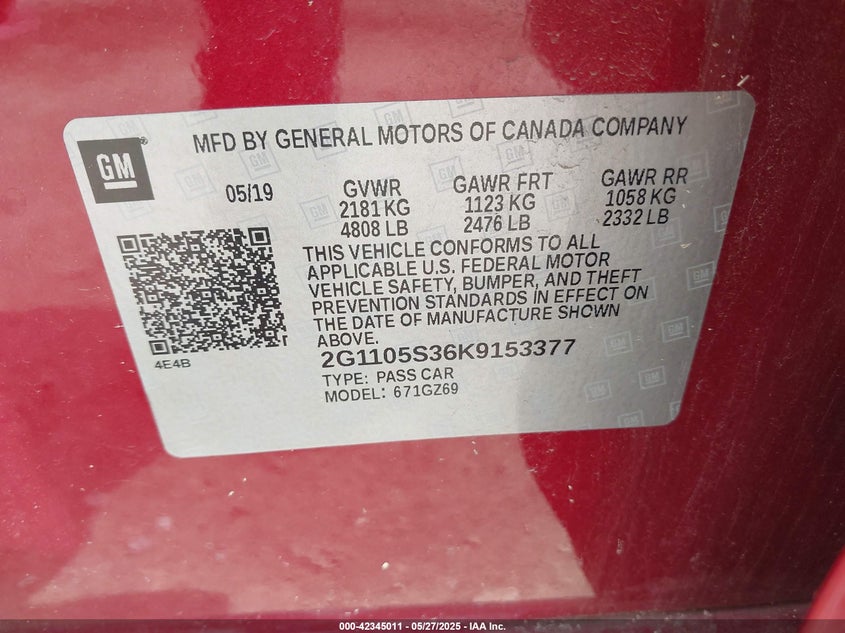 GM
MFD BY GENERAL MOTORS OF CANADA COMPANY
05/19
GVWR
2181 KG
4808 LB
GAWR FRT
1123 KG
2476 LB
GAWR RR
1058 KG
2332 LB
THIS VEHICLE CONFORMS TO ALL
APPLICABLE U.S. FEDERAL MOTOR
VEHICLE SAFETY, BUMPER, AND THEFT
PREVENTION STANDARDS IN EFFECT ON
THE DATE OF MANUFACTURE SHOWN
ABOVE.
4E4B
2G1105S36K9153377
TYPE: PASS CAR
MODEL: 671GZ69
000-42345011 - 05/27/2025 - IAA Inc.